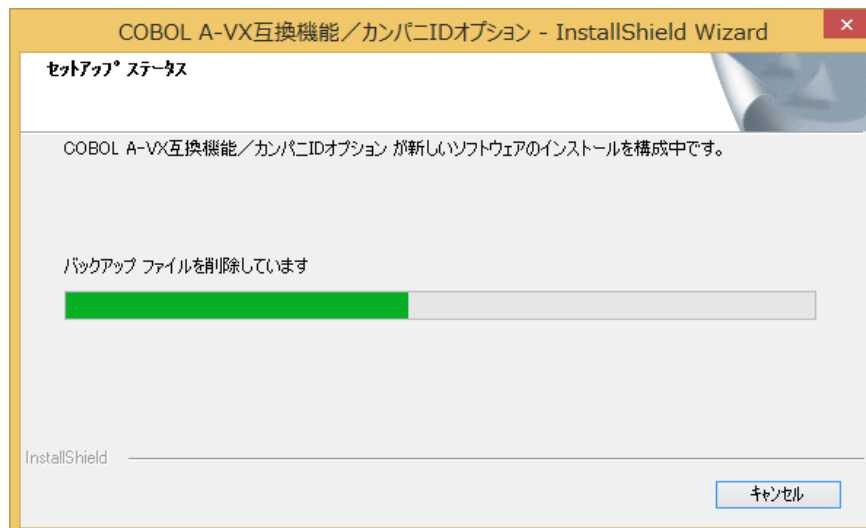 COBOL A-VX互換機能／カンパニIDオプション - InstallShield Wizard
セットアップ ステータス
COBOL A-VX互換機能／カンパニIDオプション が新しいソフトウェアのインストールを構成中です。
バックアップ ファイルを削除しています
InstallShield
キャンセル